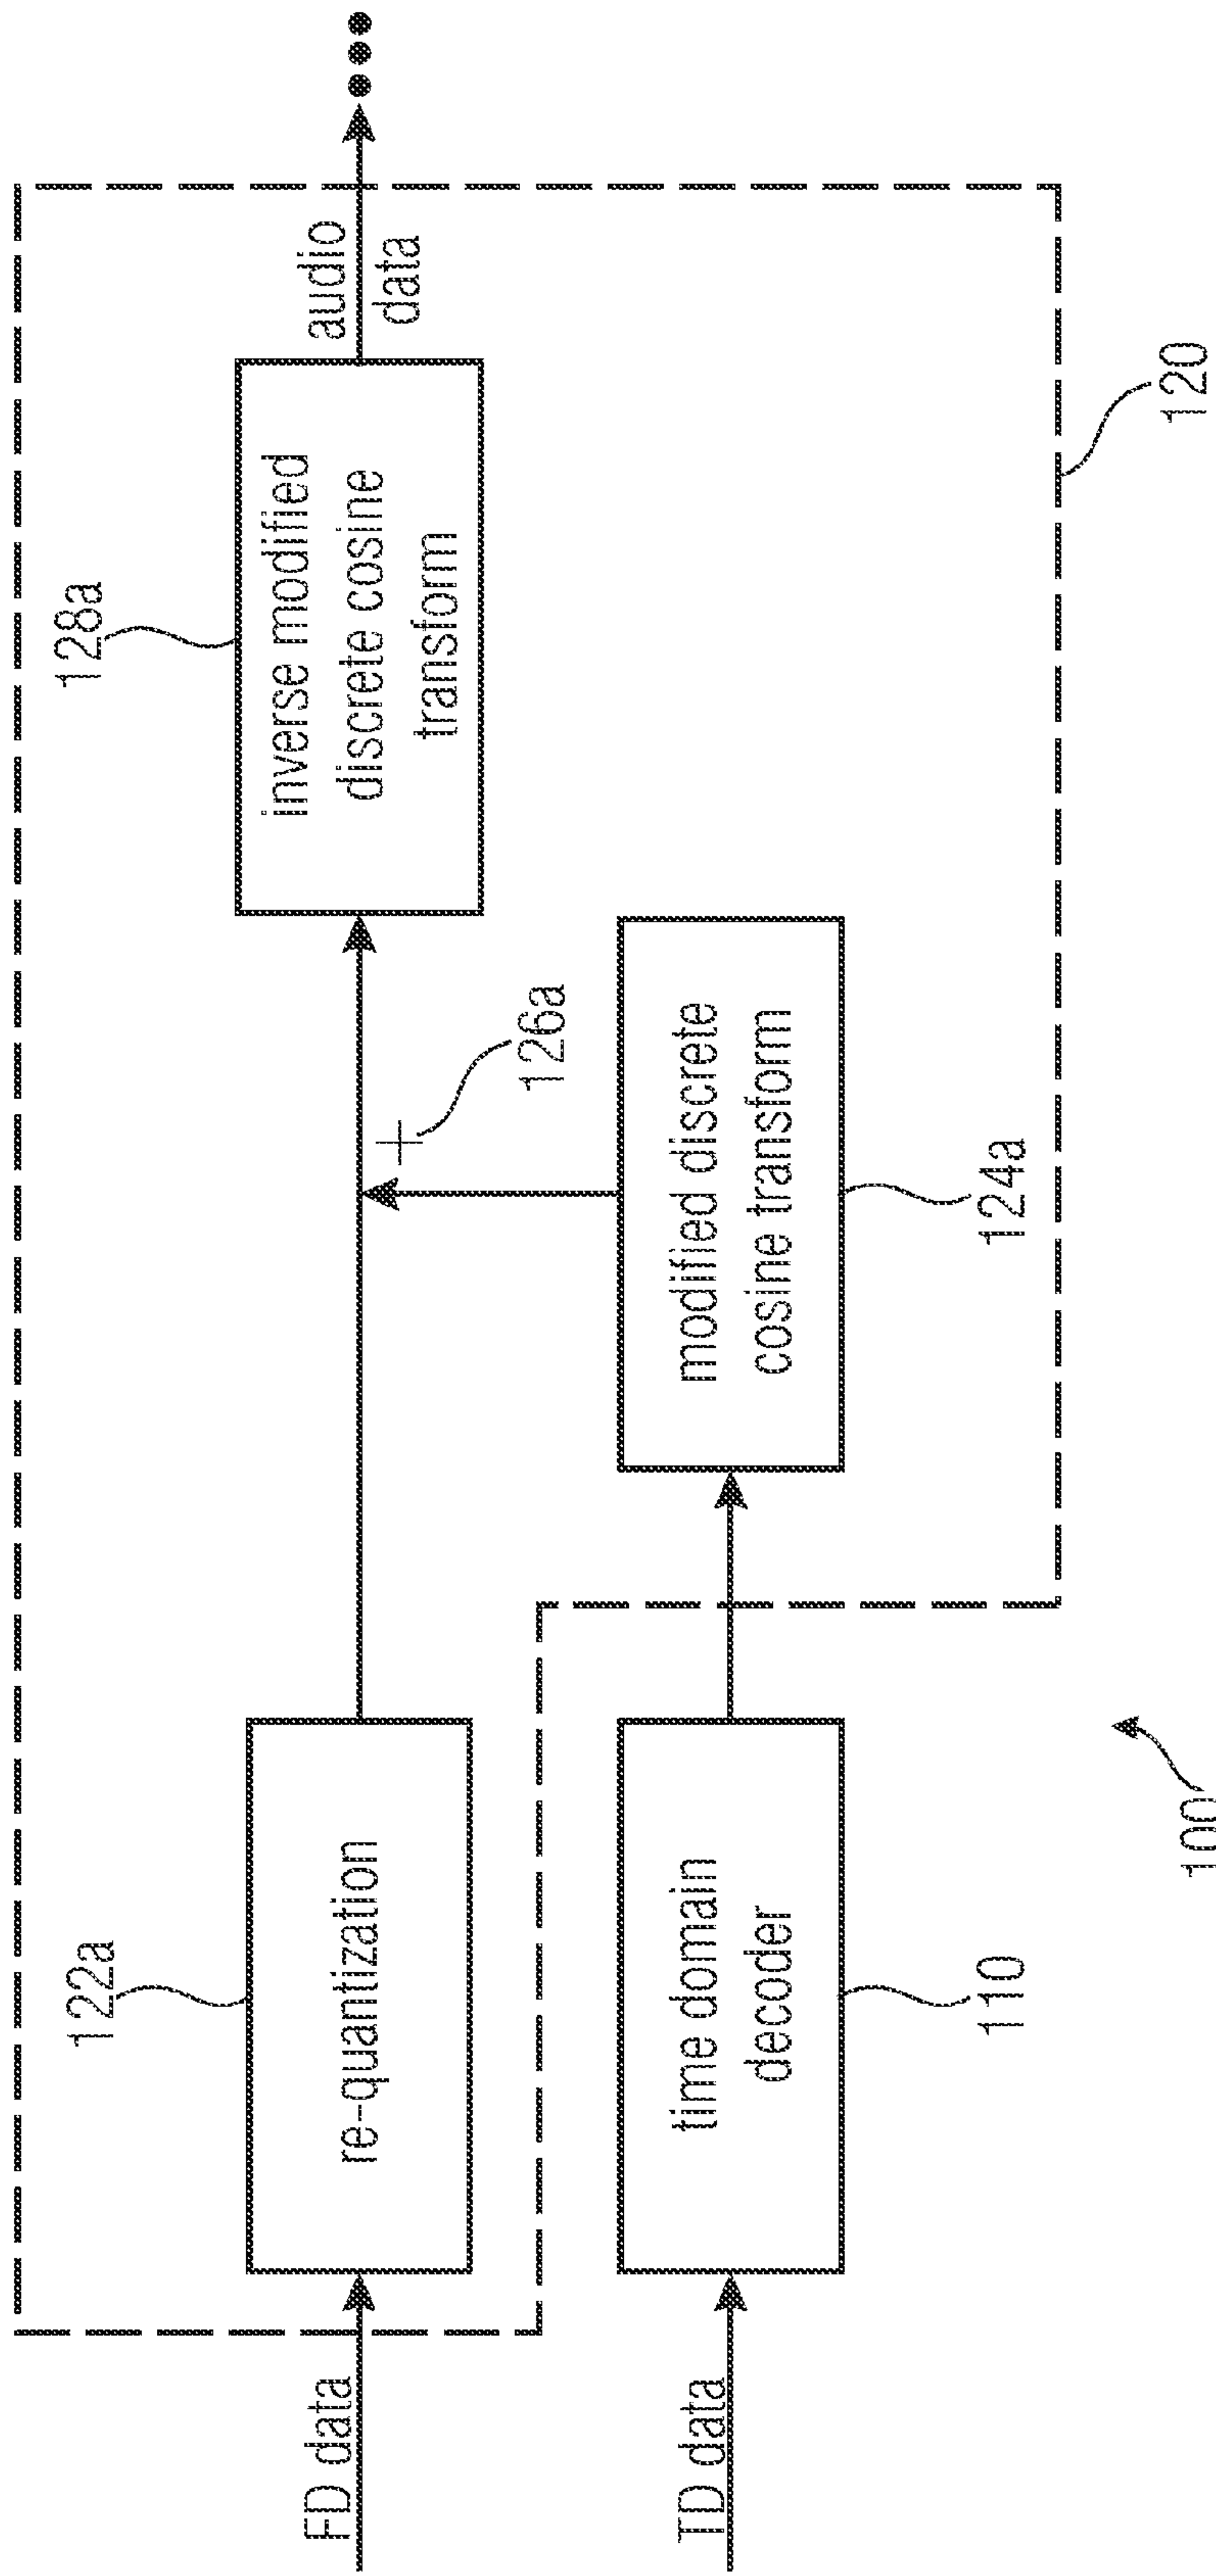 128a
inverse modified
discrete cosine
transform
audio
data
122a
re-quantization
FD data
+
126a
120
modified discrete
cosine transform
124a
time domain
decoder
110
TD data
100